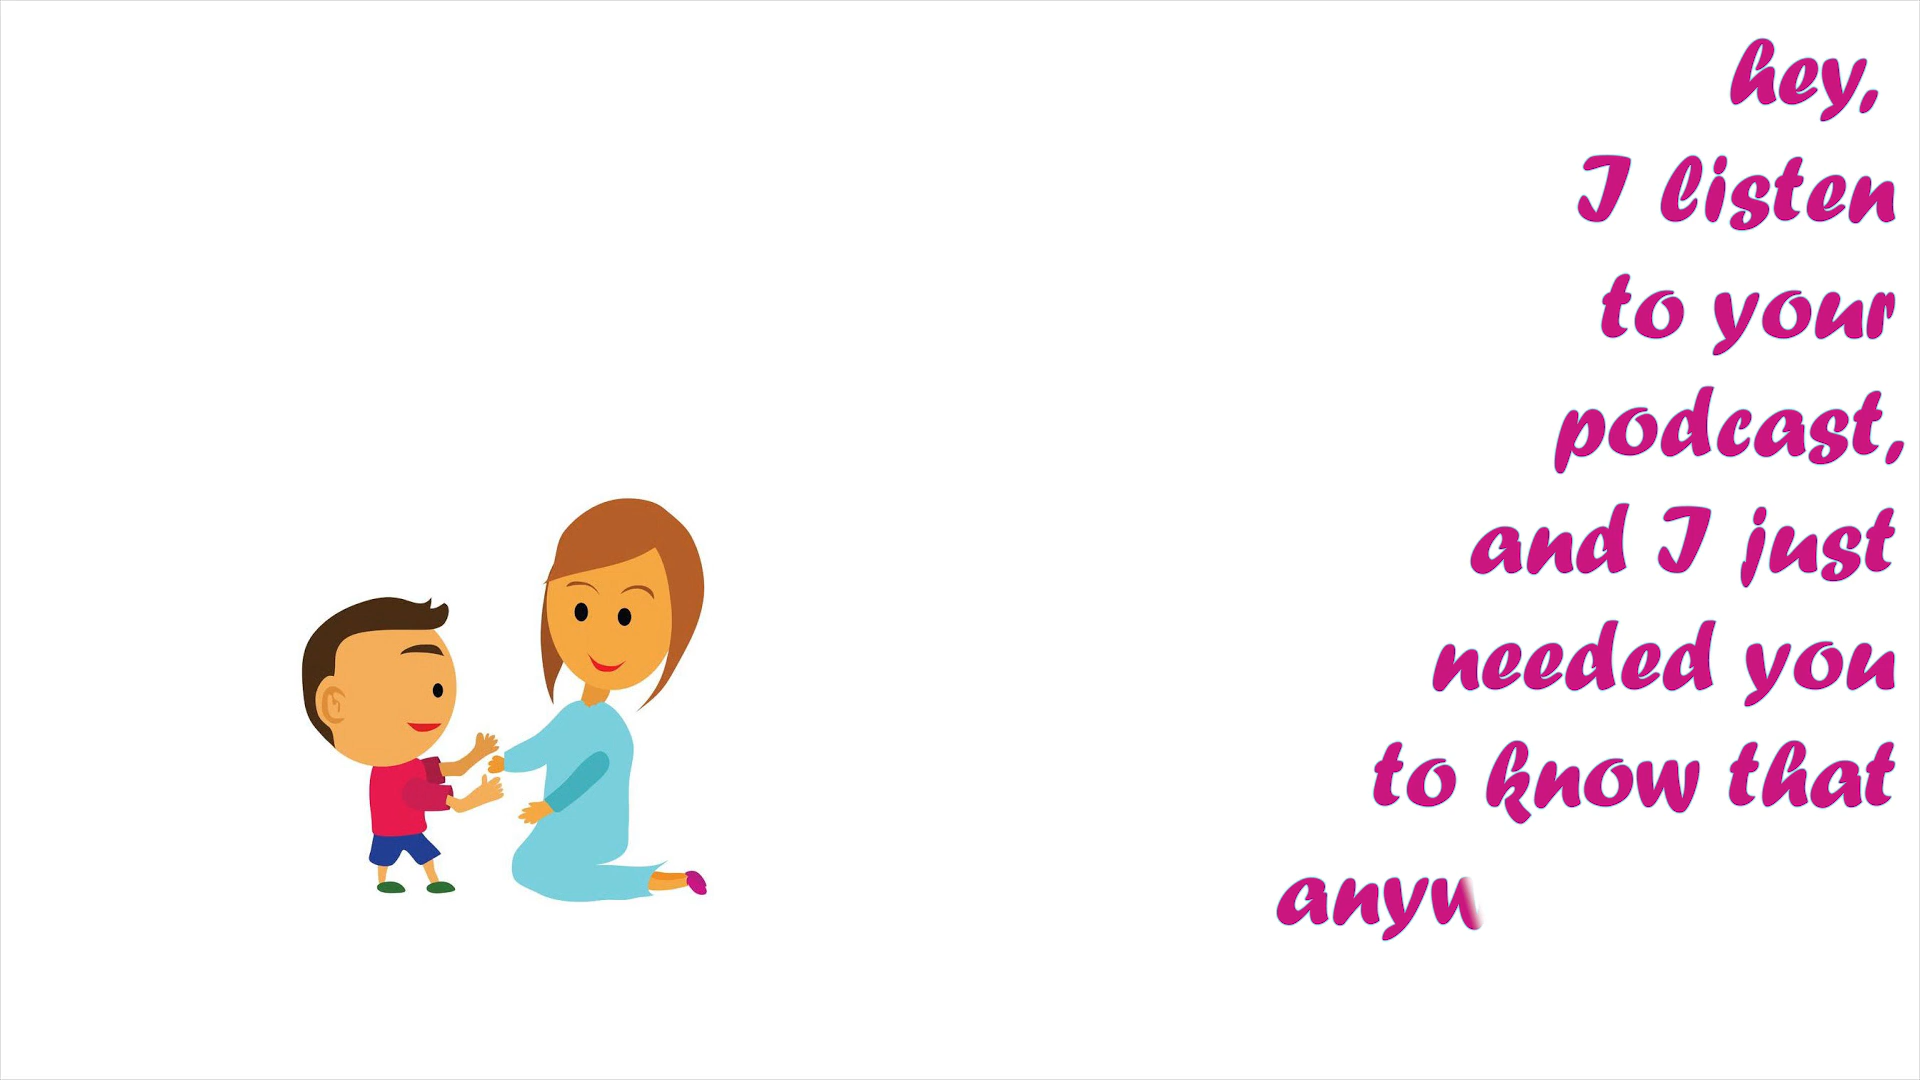 hey,
I listen
to your
podcast,
and I just
needed you
to know that